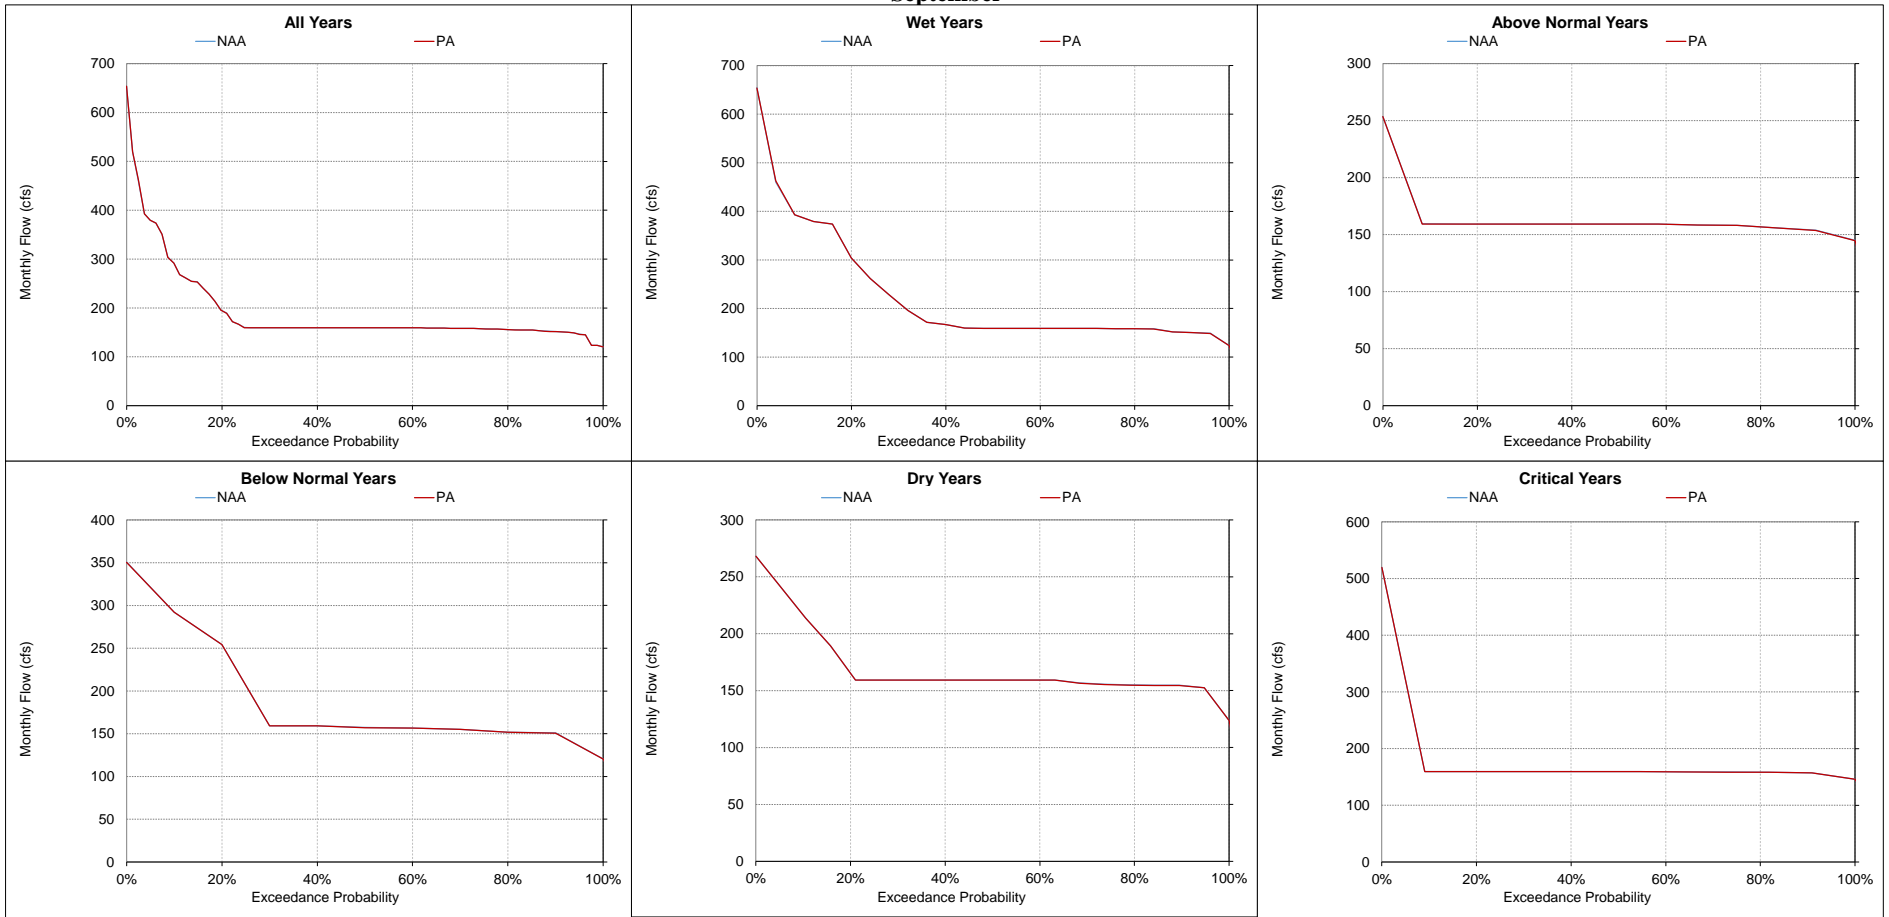 September
All Years
NAA PA
700
600
500
400
300
200
100
0
0% 20% 40% 60% 80% 100%
Monthly Flow (cfs)
Exceedance Probability
Wet Years
NAA PA
700
600
500
400
300
200
100
0
0% 20% 40% 60% 80% 100%
Monthly Flow (cfs)
Exceedance Probability
Above Normal Years
NAA PA
300
250
200
150
100
50
0
0% 20% 40% 60% 80% 100%
Monthly Flow (cfs)
Exceedance Probability
Below Normal Years
NAA PA
400
350
300
250
200
150
100
50
0
0% 20% 40% 60% 80% 100%
Monthly Flow (cfs)
Exceedance Probability
Dry Years
NAA PA
300
250
200
150
100
50
0
0% 20% 40% 60% 80% 100%
Monthly Flow (cfs)
Exceedance Probability
Critical Years
NAA PA
600
500
400
300
200
100
0
0% 20% 40% 60% 80% 100%
Monthly Flow (cfs)
Exceedance Probability